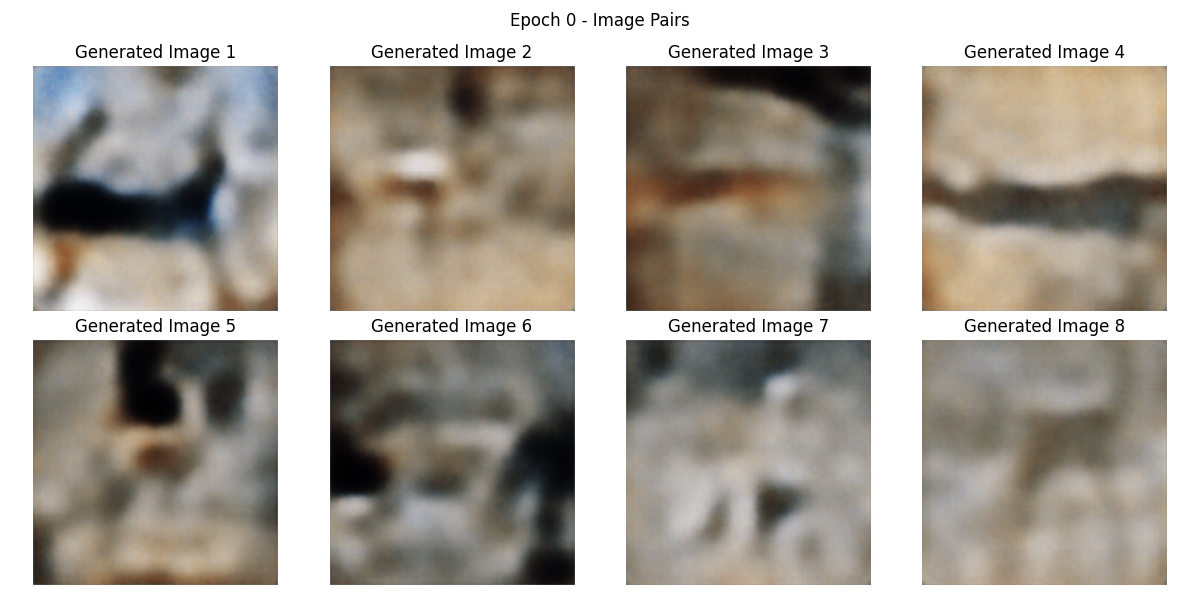 Epoch 0 - Image Pairs
Generated Image 1
Generated Image 2
Generated Image 3
Generated Image 4
Generated Image 5
Generated Image 6
Generated Image 7
Generated Image 8